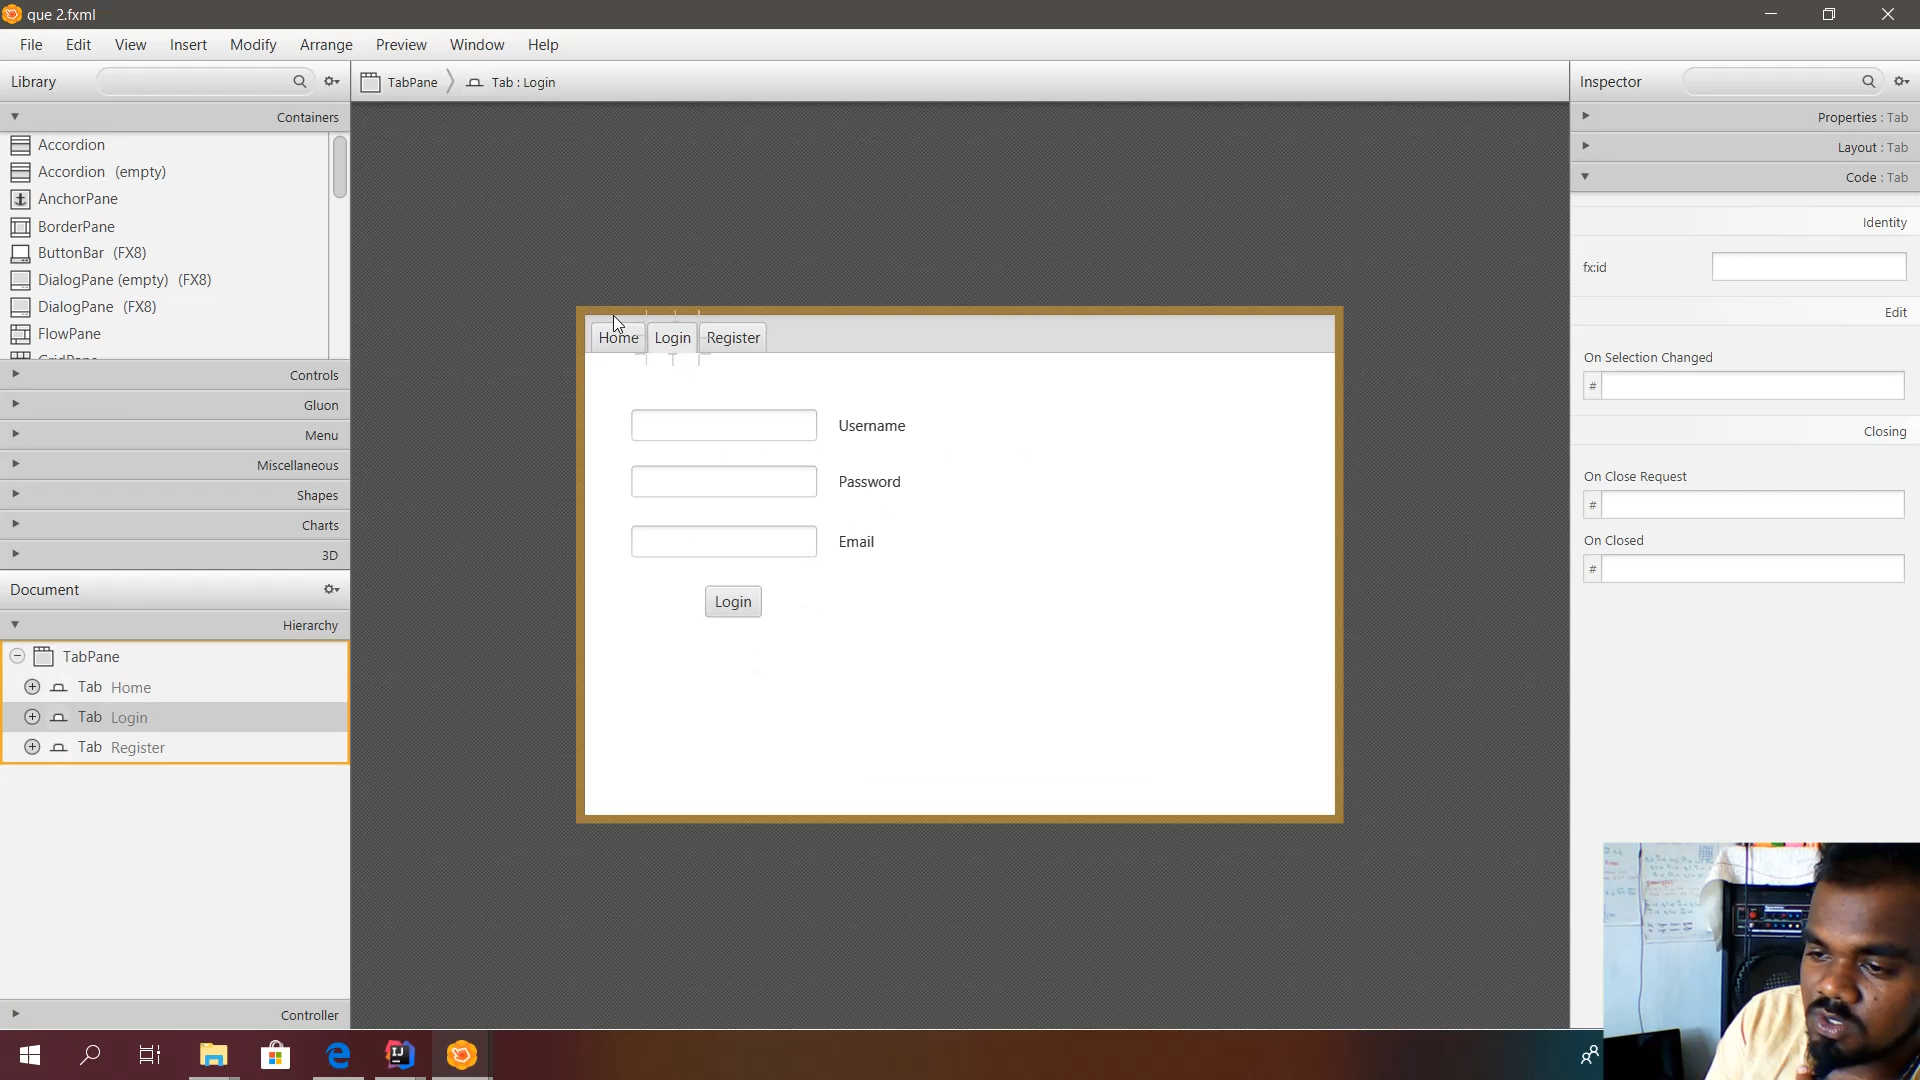 que 2.fxml
File Edit View Insert Modify Arrange Preview Window Help
Library
TabPane
Tab : Login
Inspector
Containers
Accordion
Accordion (empty)
AnchorPane
BorderPane
ButtonBar (FX8)
DialogPane (empty) (FX8)
DialogPane (FX8)
FlowPane
GridPane
Controls
Gluon
Menu
Miscellaneous
Shapes
Charts
3D
Document
Hierarchy
TabPane
Tab Home
Tab Login
Tab Register
Controller
Home Login Register
Username
Password
Email
Login
Properties : Tab
Layout : Tab
Code : Tab
Identity
fx:id
Edit
On Selection Changed
#
Closing
On Close Request
#
On Closed
#